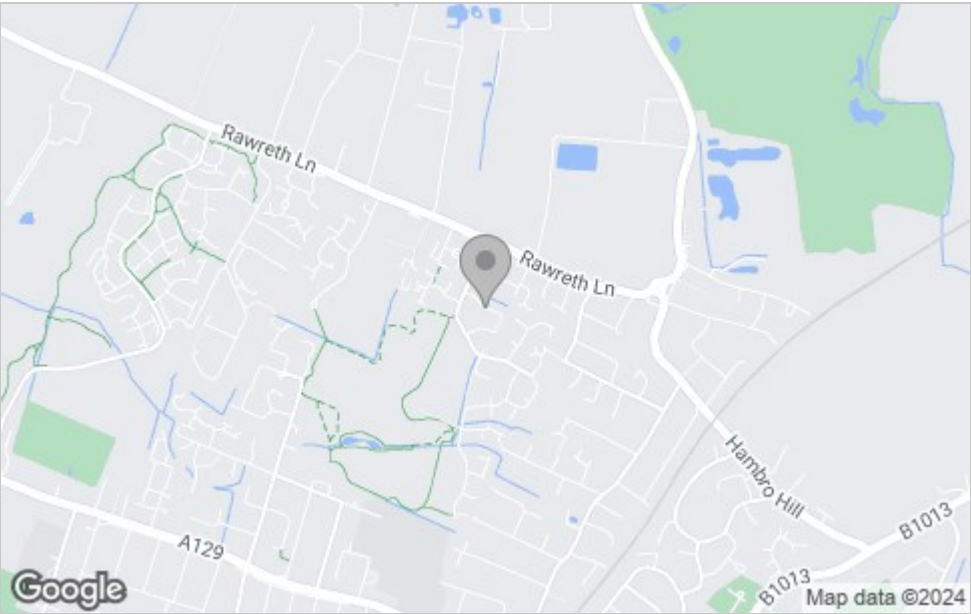 Rawreth Ln
Rawreth Ln
Hambro Hill
B1013
A129
B1013
Google
Map data ©2024